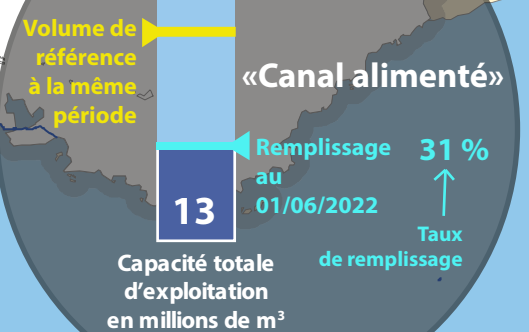 Volume de
référence
à la même
période
«Canal alimenté»
Remplissage
au
01/06/2022
31 %
Taux
de remplissage
13
Capacité totale
d'exploitation
en millions de m³